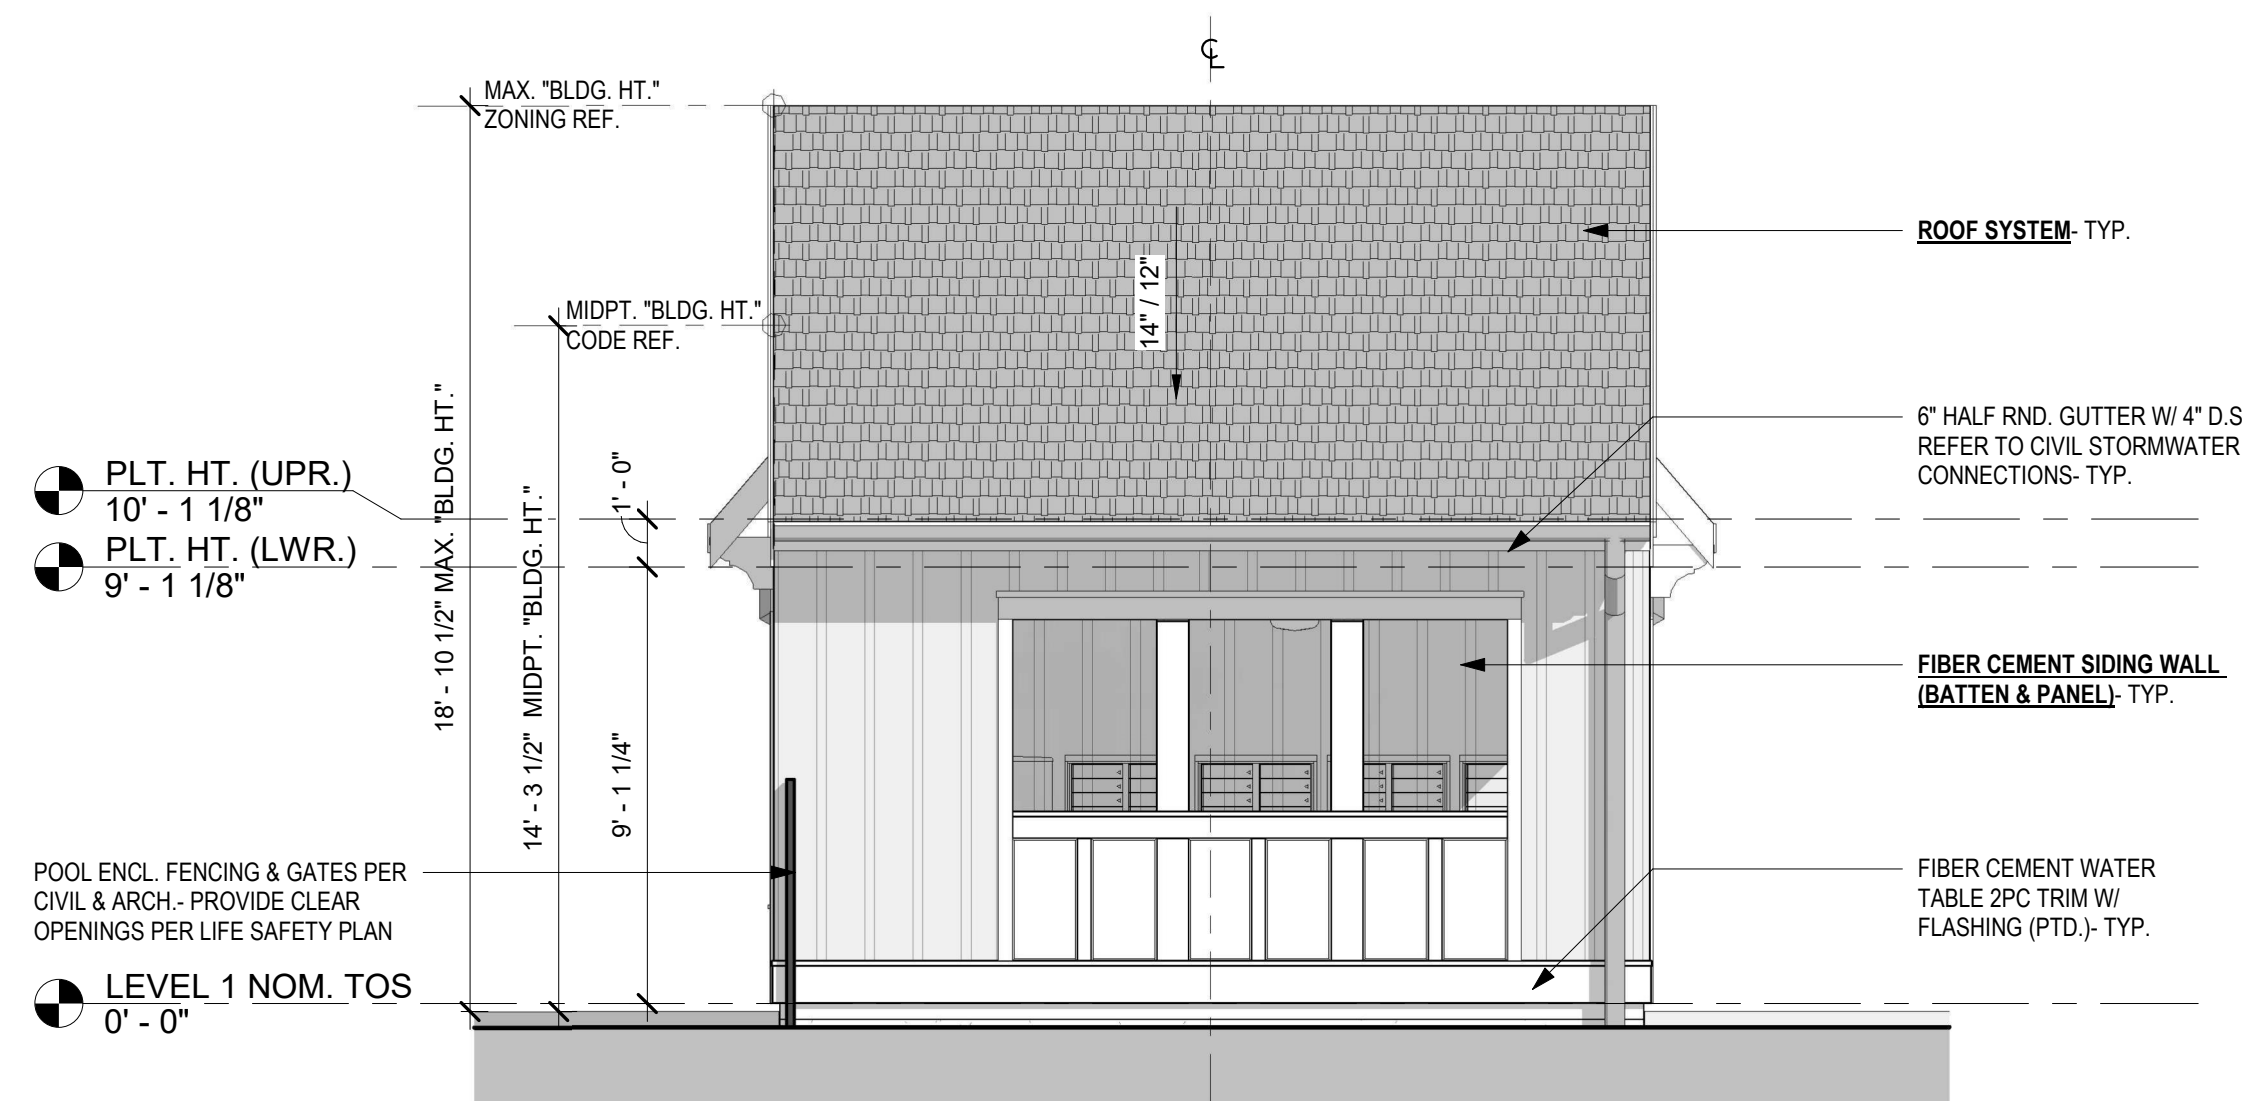 ℄
MAX. "BLDG. HT."
ZONING REF.
ROOF SYSTEM- TYP.
14" / 12"
MIDPT. "BLDG. HT."
CODE REF.
6" HALF RND. GUTTER W/ 4" D.S
REFER TO CIVIL STORMWATER
CONNECTIONS- TYP.
PLT. HT. (UPR.)
10' - 1 1/8"
PLT. HT. (LWR.)
9' - 1 1/8"
18' - 10 1/2" MAX. "BLDG. HT."
14' - 3 1/2" MIDPT. "BLDG. HT."
1' - 0"
9' - 1 1/4"
FIBER CEMENT SIDING WALL
(BATTEN & PANEL)- TYP.
POOL ENCL. FENCING & GATES PER
CIVIL & ARCH.- PROVIDE CLEAR
OPENINGS PER LIFE SAFETY PLAN
FIBER CEMENT WATER
TABLE 2PC TRIM W/
FLASHING (PTD.)- TYP.
LEVEL 1 NOM. TOS
0' - 0"